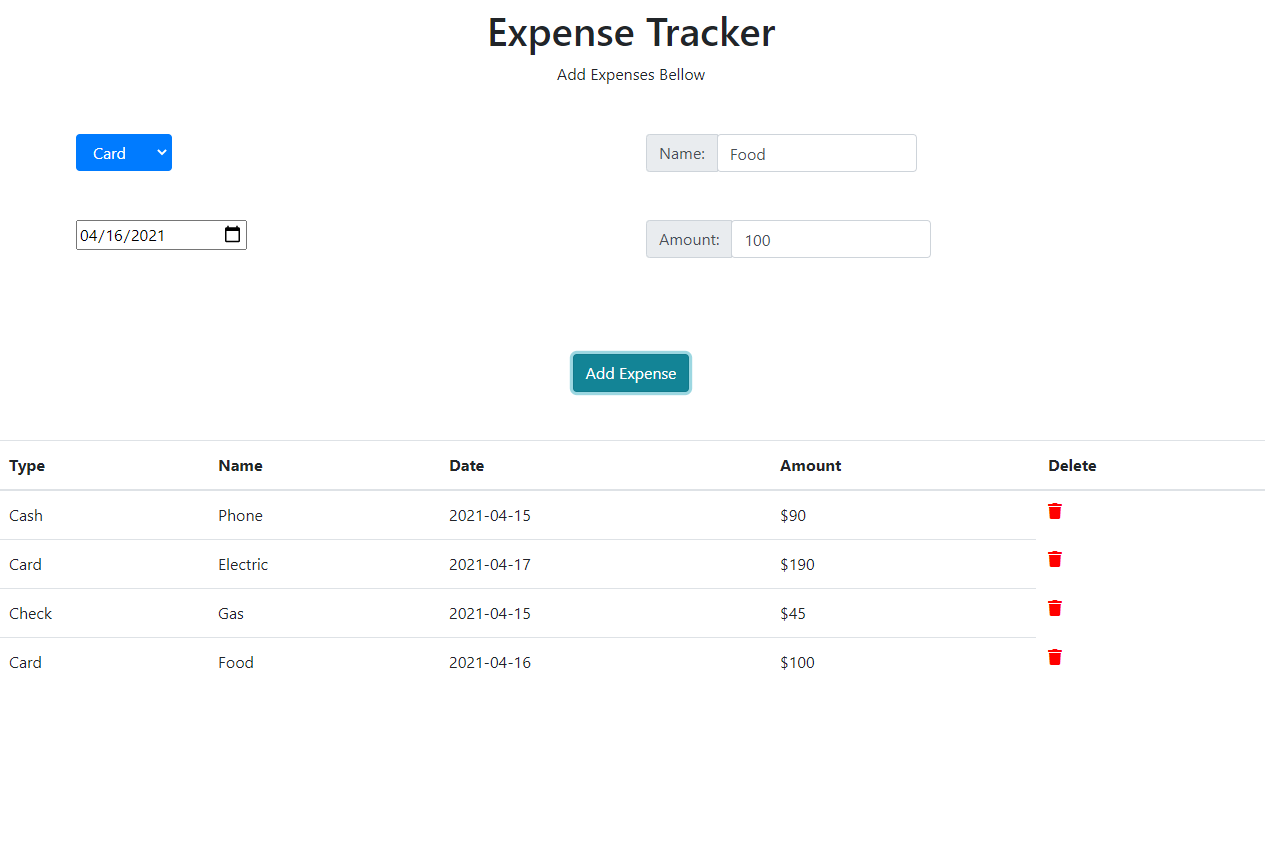 Expense Tracker
Add Expenses Bellow
Card
Name: Food
04/16/2021
Amount: 100
Add Expense
Type Name Date Amount Delete
Cash Phone 2021-04-15 $90
Card Electric 2021-04-17 $190
Check Gas 2021-04-15 $45
Card Food 2021-04-16 $100